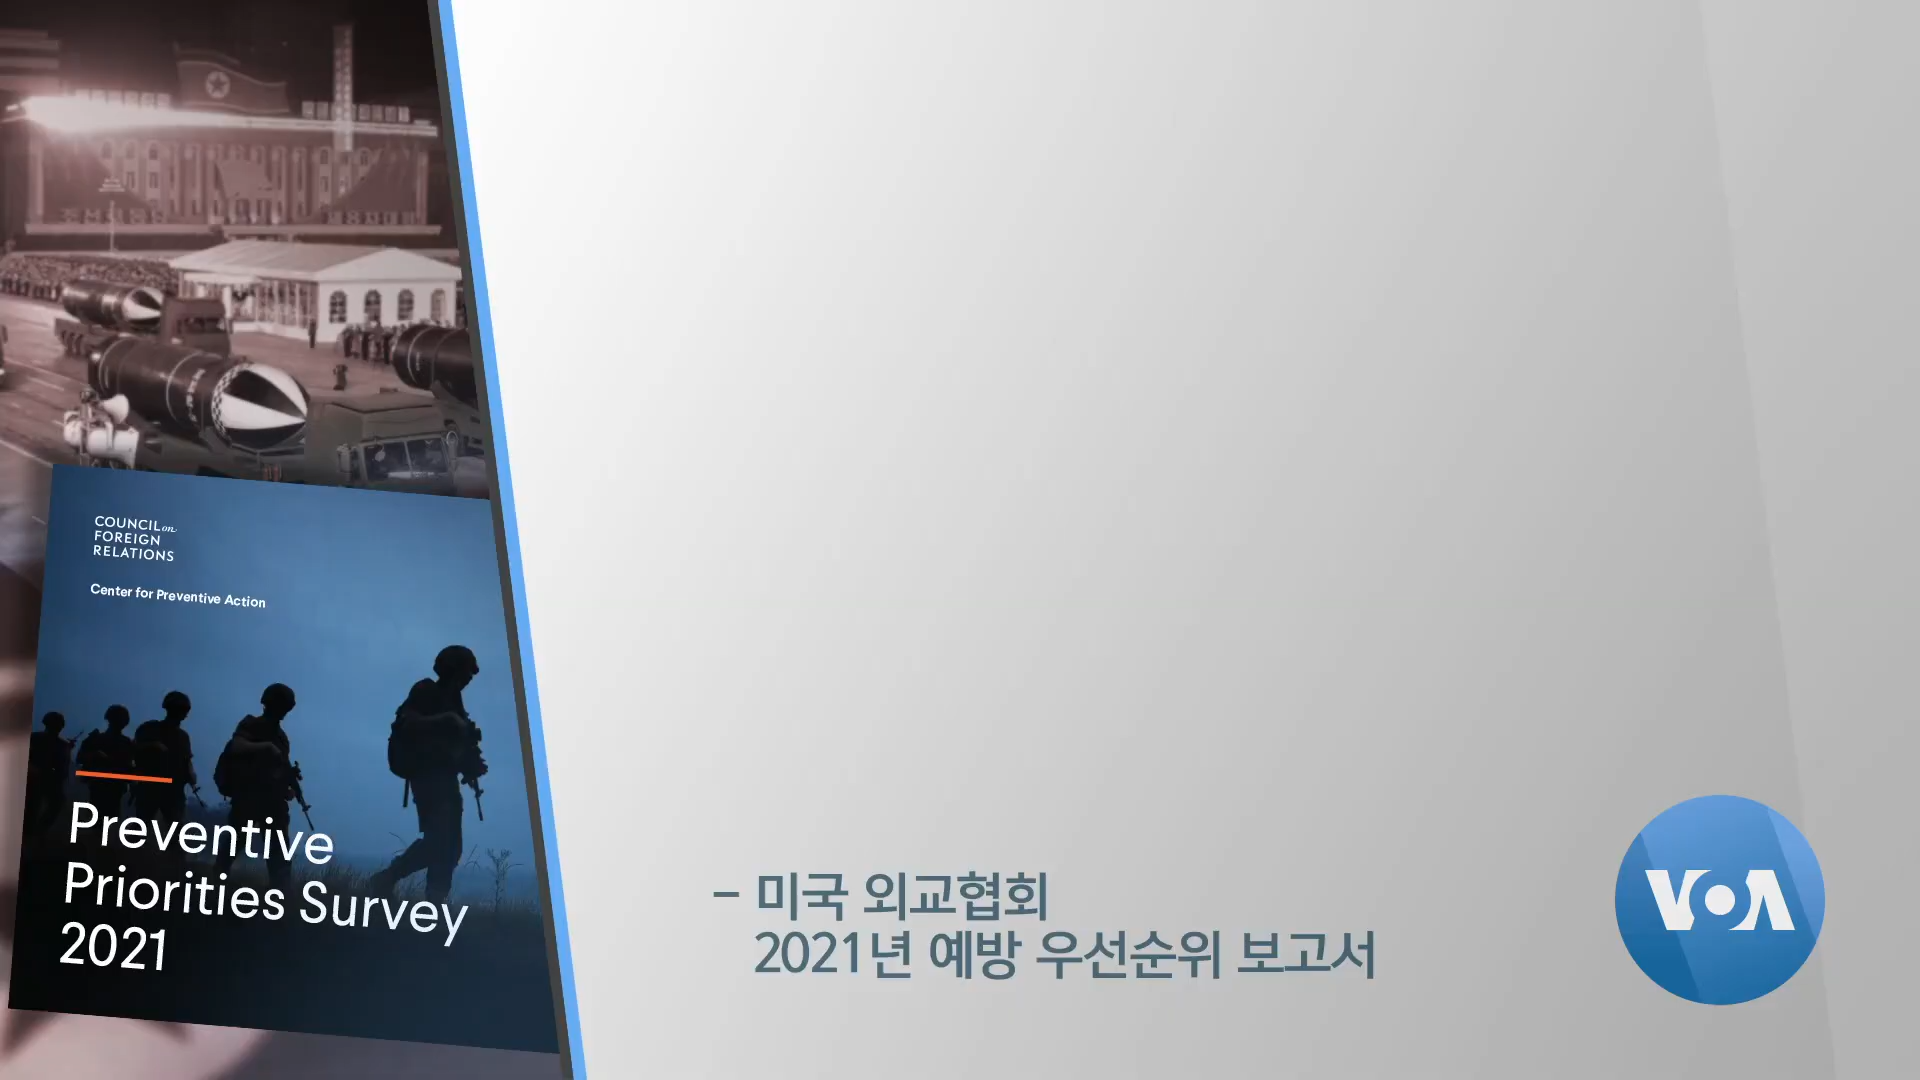 COUNCIL on
FOREIGN
RELATIONS
Center for Preventive Action
Preventive
Priorities Survey
2021
– 미국 외교협회
2021년 예방 우선순위 보고서
VOA